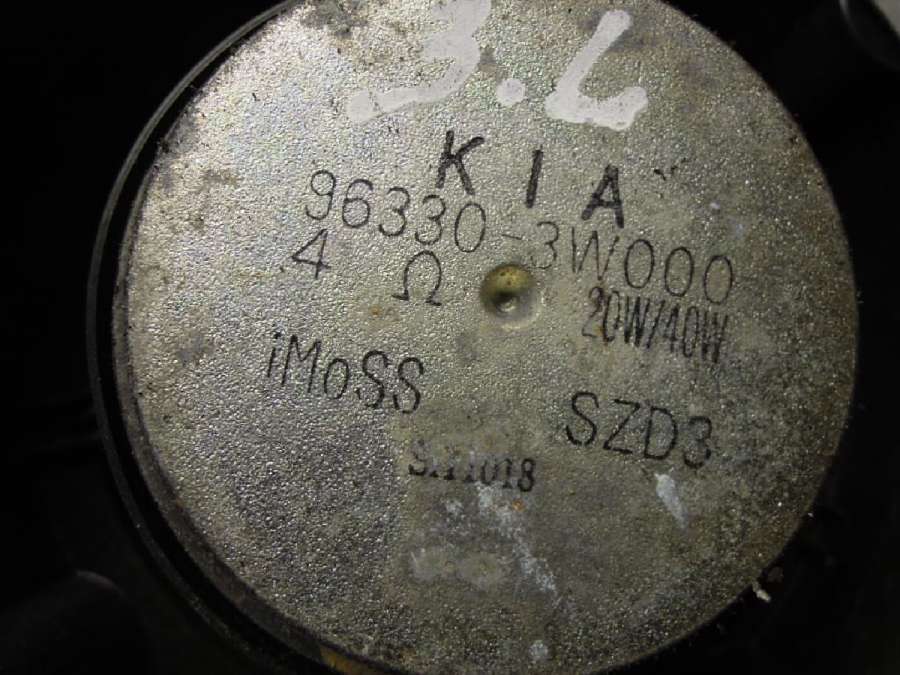 3.L
KIA
96330-3W000
4 Ω
20W/40W
iMoSS
SZD3